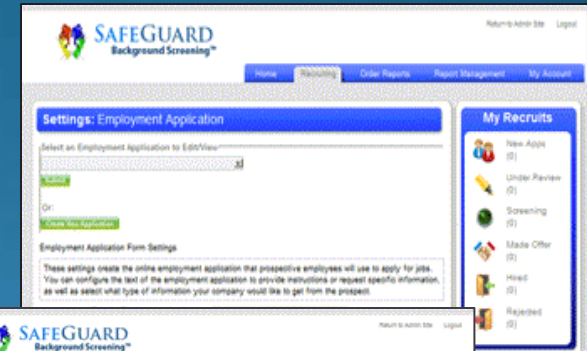 SAFEGUARD
Background Screening™
Return to Admin Site Logout
Home Recruiting Order Reports Report Management My Account
Settings: Employment Application
Select an Employment Application to Edit/View
Submit
Or:
Create New Application
Employment Application Form Settings
These settings create the online employment application that prospective employees will use to apply for jobs.
You can configure the text of the employment application to provide instructions or request specific information,
as well as select what type of information your company would like to get from the prospect.
My Recruits
New Apps
(0)
Under Review
(0)
Screening
(0)
Made Offer
(0)
Hired
(0)
Rejected
(0)
SAFEGUARD
Background Screening™
Return to Admin Site Logout